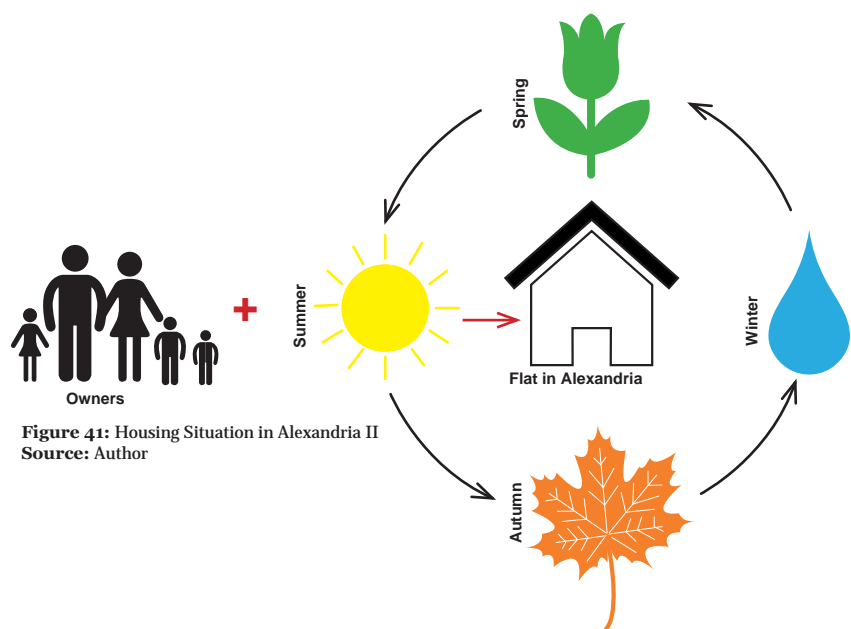 Spring
Summer
Winter
Flat in Alexandria
Owners
Figure 41: Housing Situation in Alexandria II
Source: Author
Autumn